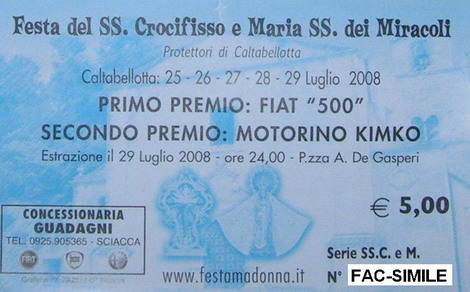 Festa del SS. Crocifisso e Maria SS. dei Miracoli
Protettori di Caltabellotta
Caltabellotta: 25 - 26 - 27 - 28 - 29 Luglio 2008
PRIMO PREMIO: FIAT "500"
SECONDO PREMIO: MOTORINO KIMKO
Estrazione il 29 Luglio 2008 - ore 24,00 - P.zza A. De Gasperi
€ 5,00
CONCESSIONARIA
GUADAGNI
TEL. 0925.905365 - SCIACCA
FIAT
www.festamadonna.it
Serie SS.C. e M.
N° FAC-SIMILE